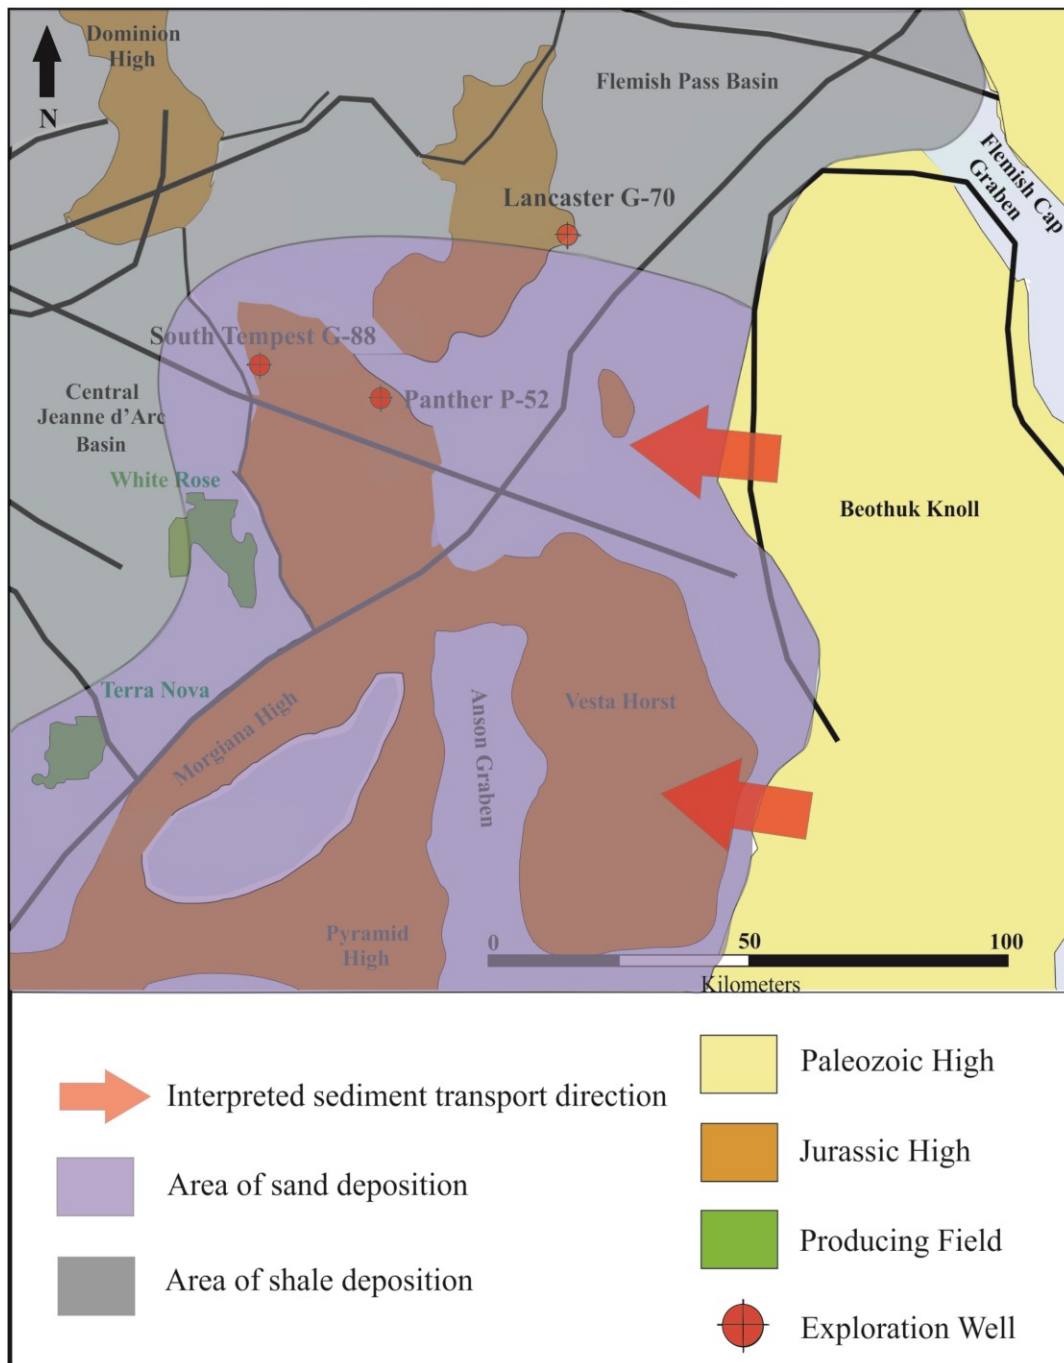 Dominion
High
N
Flemish Pass Basin
Flemish Cap
Graben
Lancaster G-70
South Tempest G-88
Panther P-52
Central
Jeanne d'Arc
Basin
White Rose
Beothuk Knoll
Terra Nova
Morgiana High
Anson Graben
Vesta Horst
Pyramid
High
0 50 100
Kilometers
Interpreted sediment transport direction
Area of sand deposition
Area of shale deposition
Paleozoic High
Jurassic High
Producing Field
Exploration Well